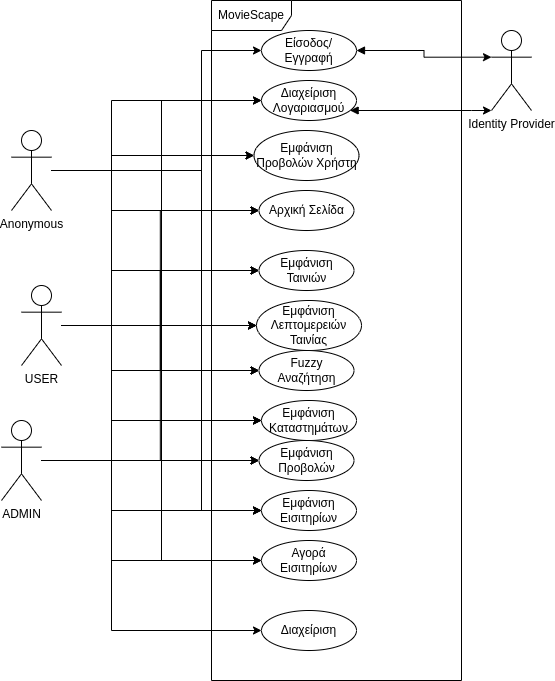 MovieScape
Είσοδος/
Εγγραφή
Identity Provider
Διαχείριση
Λογαριασμού
Anonymous
Εμφάνιση
Προβολών Χρήστη
Αρχική Σελίδα
Εμφάνιση
Ταινιών
USER
Εμφάνιση
Λεπτομερειών
Ταινίας
Fuzzy
Αναζήτηση
ADMIN
Εμφάνιση
Καταστημάτων
Εμφάνιση
Προβολών
Εμφάνιση
Εισιτηρίων
Αγορά
Εισιτηρίων
Διαχείριση